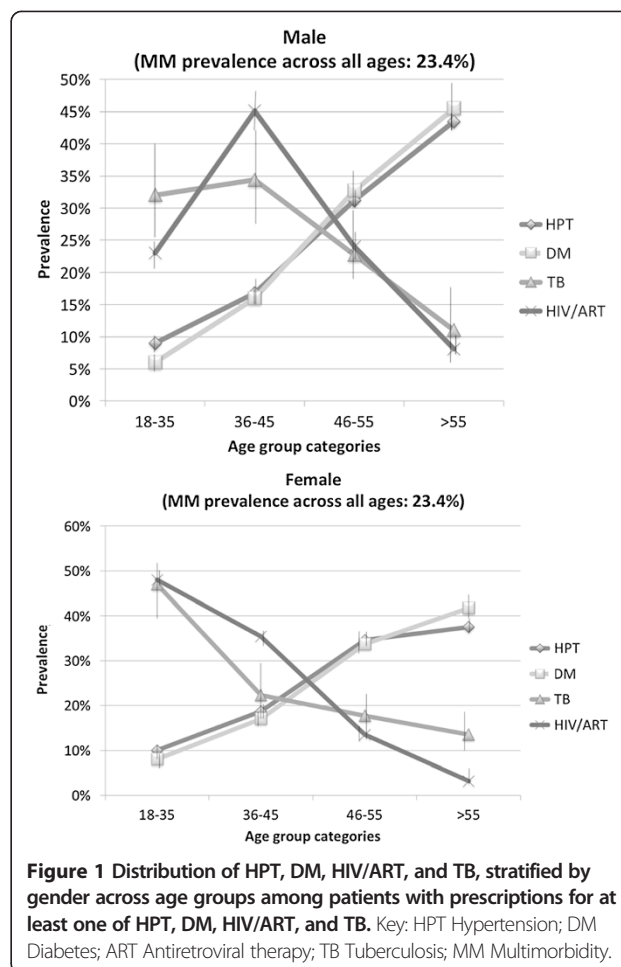 Male
(MM prevalence across all ages: 23.4%)
50%
45%
40%
35%
30%
25%
20%
15%
10%
5%
0%
Prevalence
18-35
36-45
46-55
>55
Age group categories
HPT
DM
TB
HIV/ART
Female
(MM prevalence across all ages: 23.4%)
60%
50%
40%
30%
20%
10%
0%
Prevalence
18-35
36-45
46-55
>55
Age group categories
HPT
DM
TB
HIV/ART
Figure 1 Distribution of HPT, DM, HIV/ART, and TB, stratified by
gender across age groups among patients with prescriptions for at
least one of HPT, DM, HIV/ART, and TB. Key: HPT Hypertension; DM
Diabetes; ART Antiretroviral therapy; TB Tuberculosis; MM Multimorbidity.